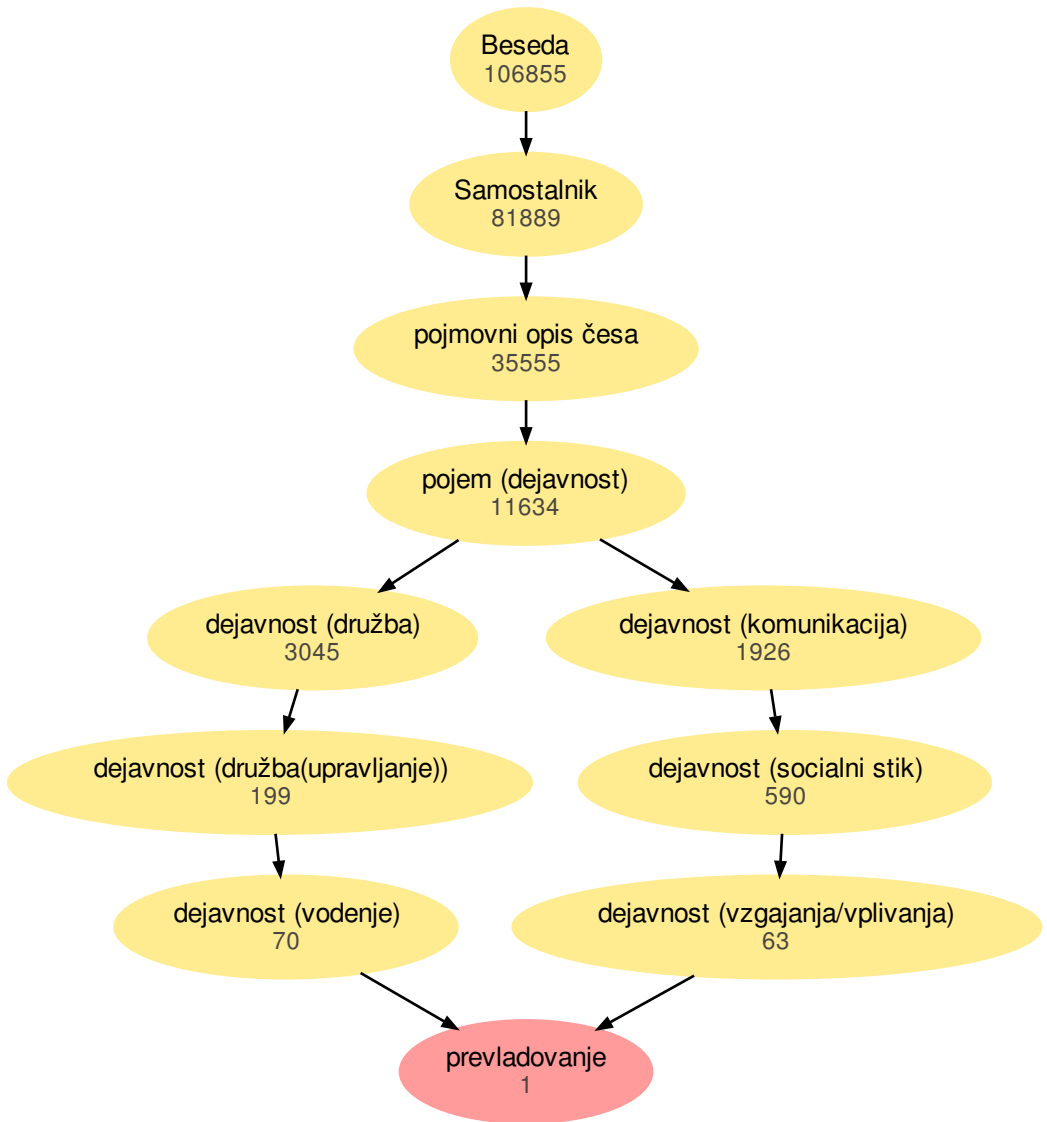 Beseda
106855
Samostalnik
81889
pojmovni opis česa
35555
pojem (dejavnost)
11634
dejavnost (družba)
3045
dejavnost (komunikacija)
1926
dejavnost (družba(upravljanje))
199
dejavnost (socialni stik)
590
dejavnost (vodenje)
70
dejavnost (vzgajanja/vplivanja)
63
prevladovanje
1